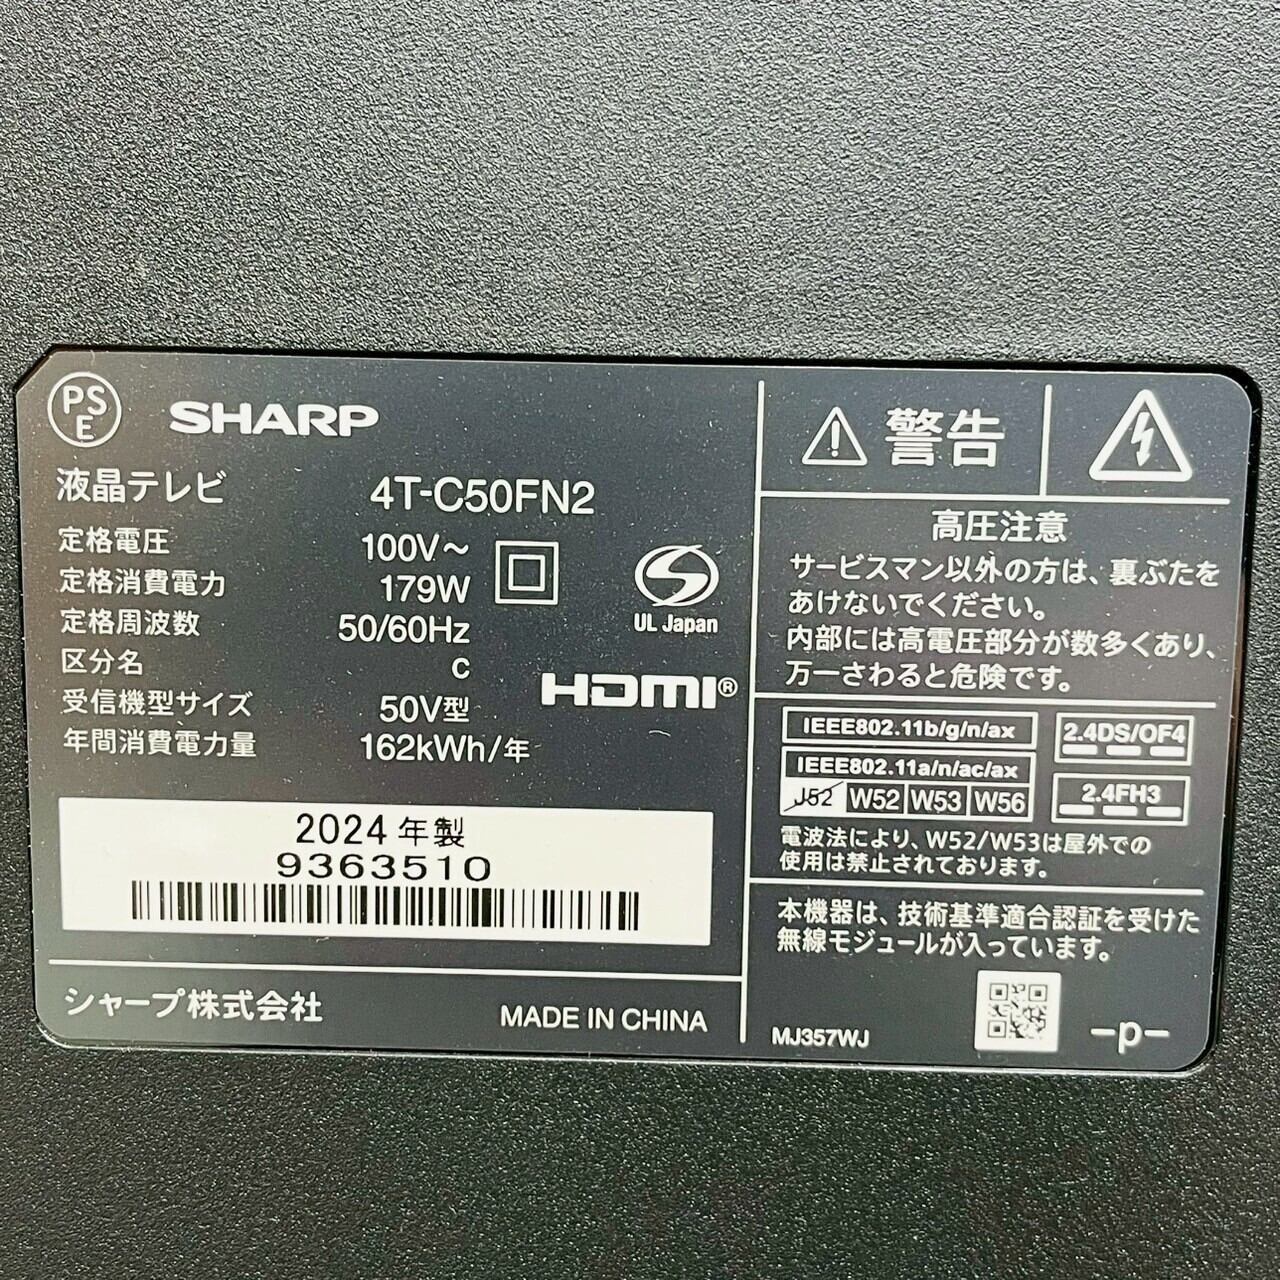 PS
E
SHARP
液晶テレビ 4T-C50FN2
定格電圧 100V～
定格消費電力 179W
定格周波数 50/60Hz
区分名 C
受信機型サイズ 50V型
年間消費電力量 162kWh/年
UL Japan
HDMI®
2024年製
9363510
シャープ株式会社
MADE IN CHINA
警告
高圧注意
サービスマン以外の方は、裏ぶたを
あけないでください。
内部には高電圧部分が数多くあり、
万一さわると危険です。
IEEE802.11b/g/n/ax
IEEE802.11a/n/ac/ax
J52 W52 W53 W56
2.4DS/OF4
2.4FH3
電波法により、W52/W53は屋外での
使用は禁止されております。
本機器は、技術基準適合認証を受けた
無線モジュールが入っています。
MJ357WJ
-p-